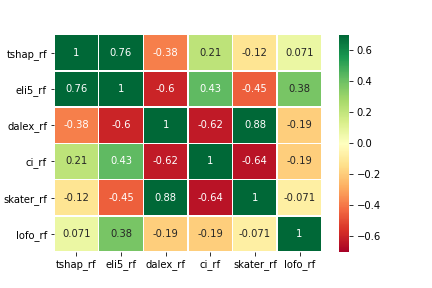 tshap_rf 1 0.76 -0.38 0.21 -0.12 0.071
eli5_rf 0.76 1 -0.6 0.43 -0.45 0.38
dalex_rf -0.38 -0.6 1 -0.62 0.88 -0.19
ci_rf 0.21 0.43 -0.62 1 -0.64 -0.19
skater_rf -0.12 -0.45 0.88 -0.64 1 -0.071
lofo_rf 0.071 0.38 -0.19 -0.19 -0.071 1
tshap_rf eli5_rf dalex_rf ci_rf skater_rf lofo_rf
0.6
0.4
0.2
0.0
−0.2
−0.4
−0.6